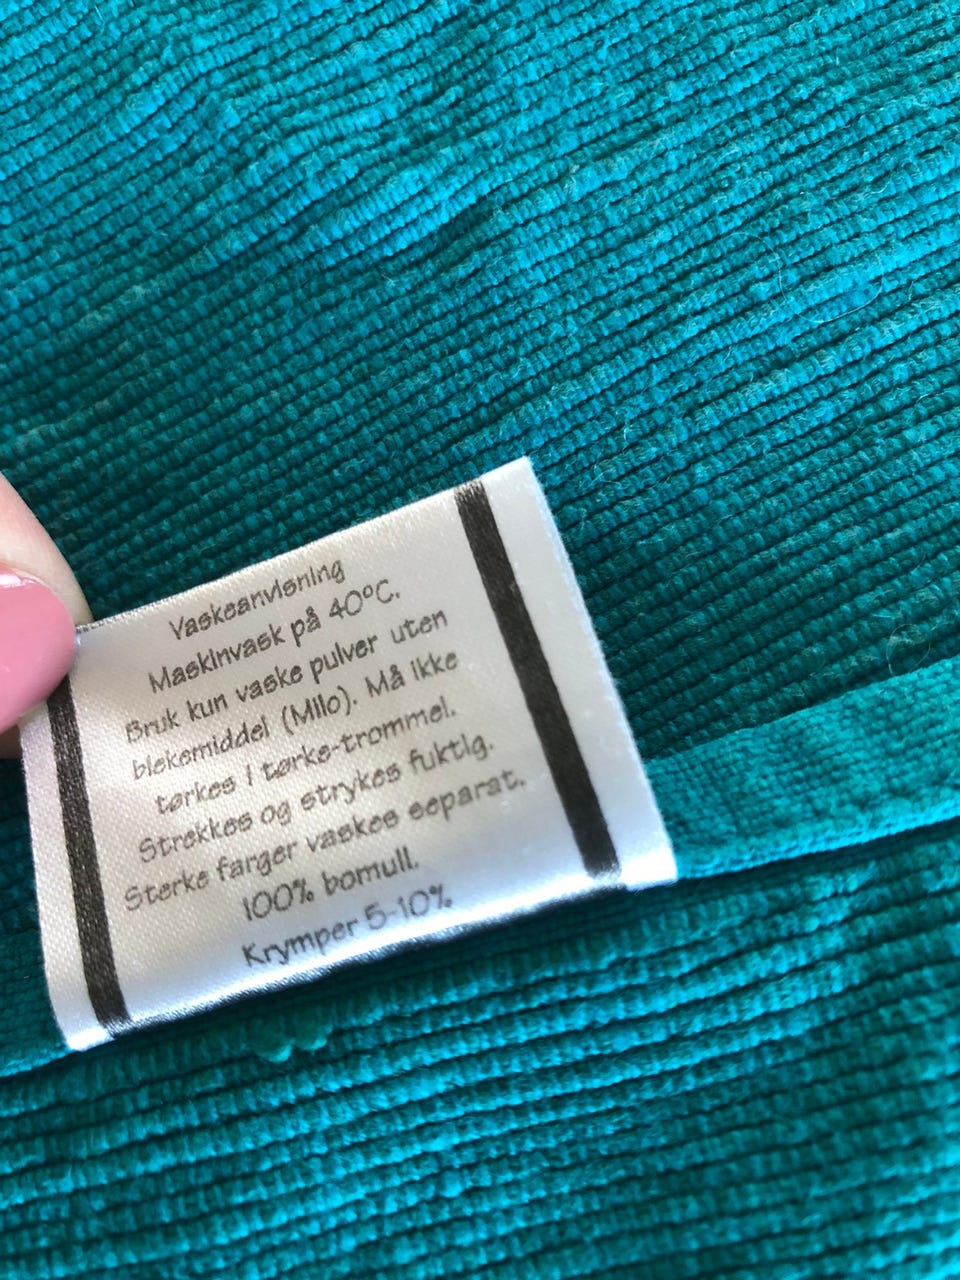 Vaskeanvisning
Maskinvask på 40°C.
Bruk kun vaske pulver uten
blekemiddel (Milo). Må ikke
tørkes i tørke-trommel.
Strekkes og strykes fuktig.
Sterke farger vaskes separat.
100% bomull.
Krymper 5-10%